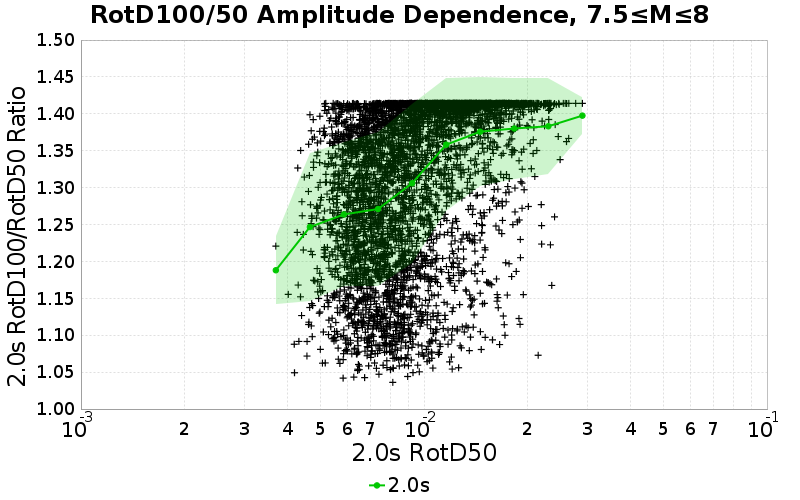 RotD100/50 Amplitude Dependence, 7.5≤M≤8
2.0s RotD100/RotD50 Ratio
1.50
1.45
1.40
1.35
1.30
1.25
1.20
1.15
1.10
1.05
1.00
10^-3 2 3 4 5 6 7 10^-2 2 3 4 5 6 7 10^-1
2.0s RotD50
2.0s